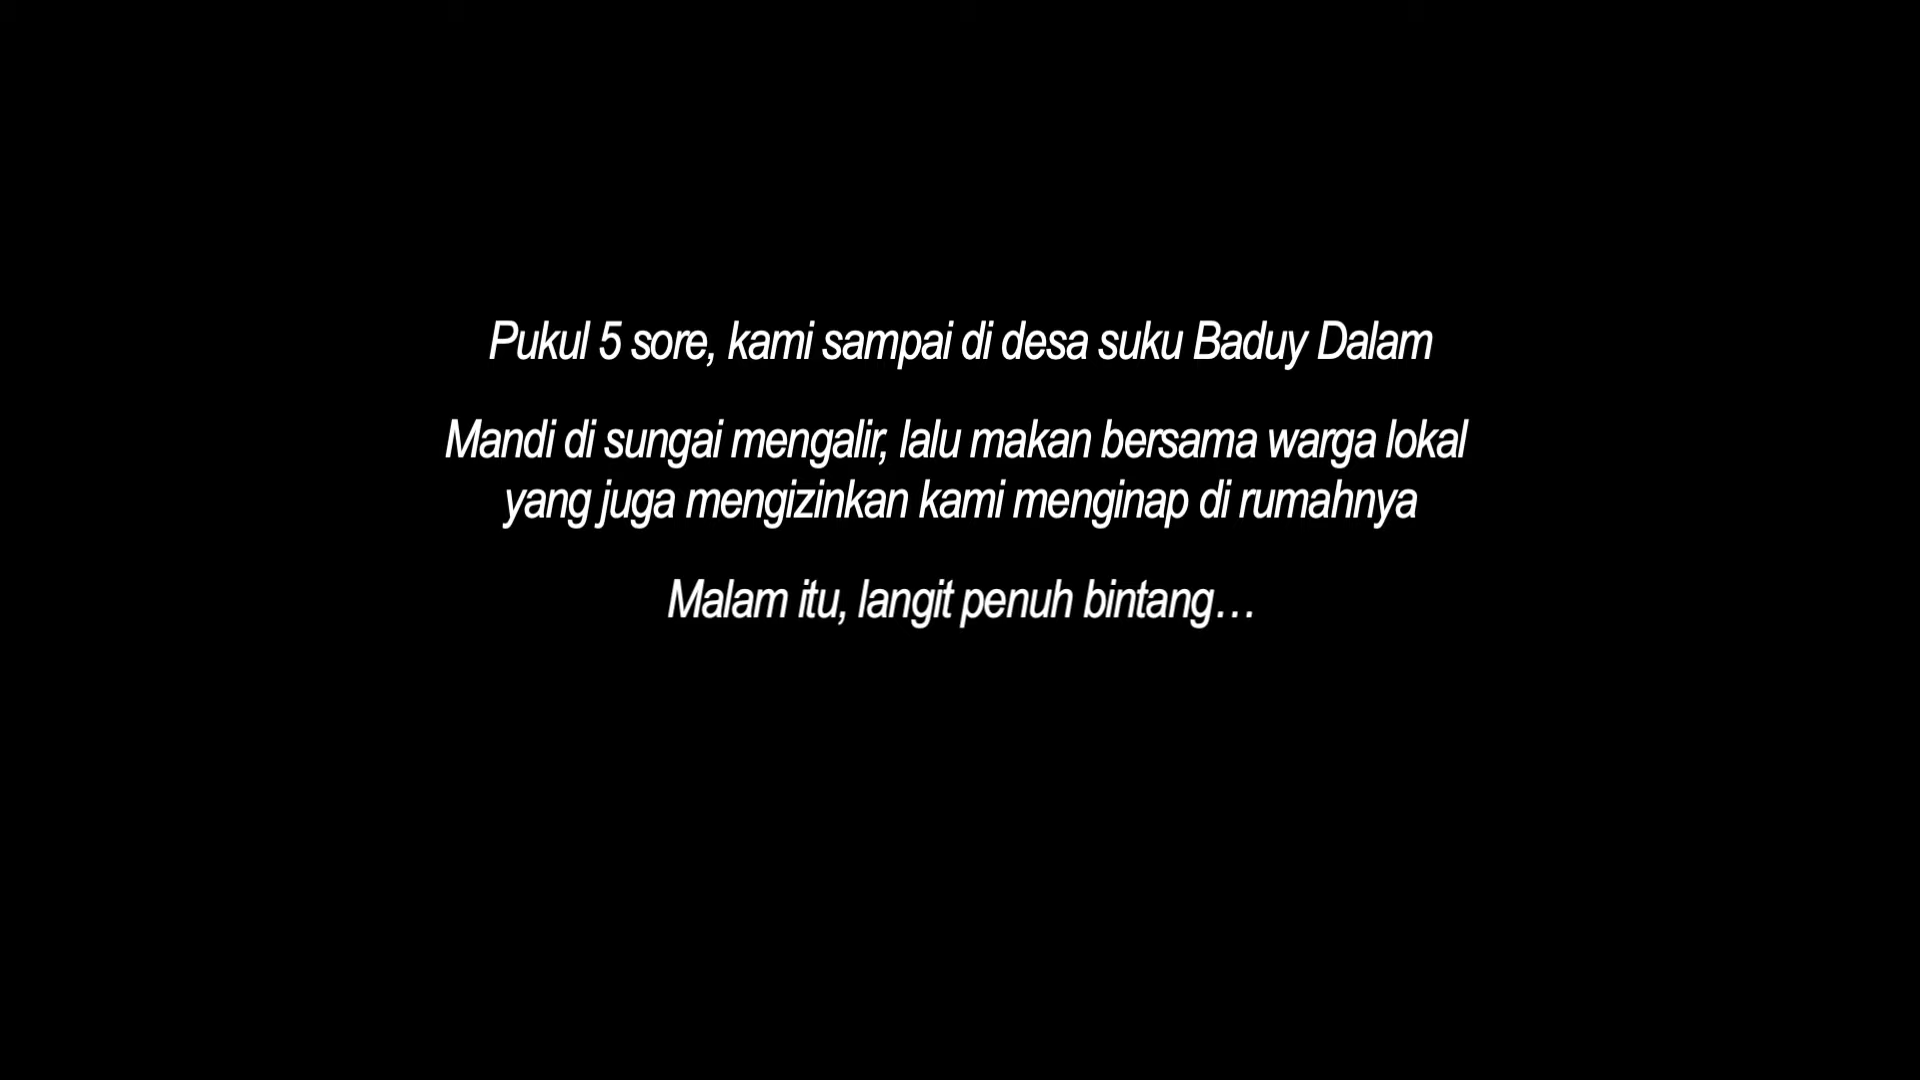 Pukul 5 sore, kami sampai di desa suku Baduy Dalam
Mandi di sungai mengalir, lalu makan bersama warga lokal
yang juga mengizinkan kami menginap di rumahnya
Malam itu, langit penuh bintang…